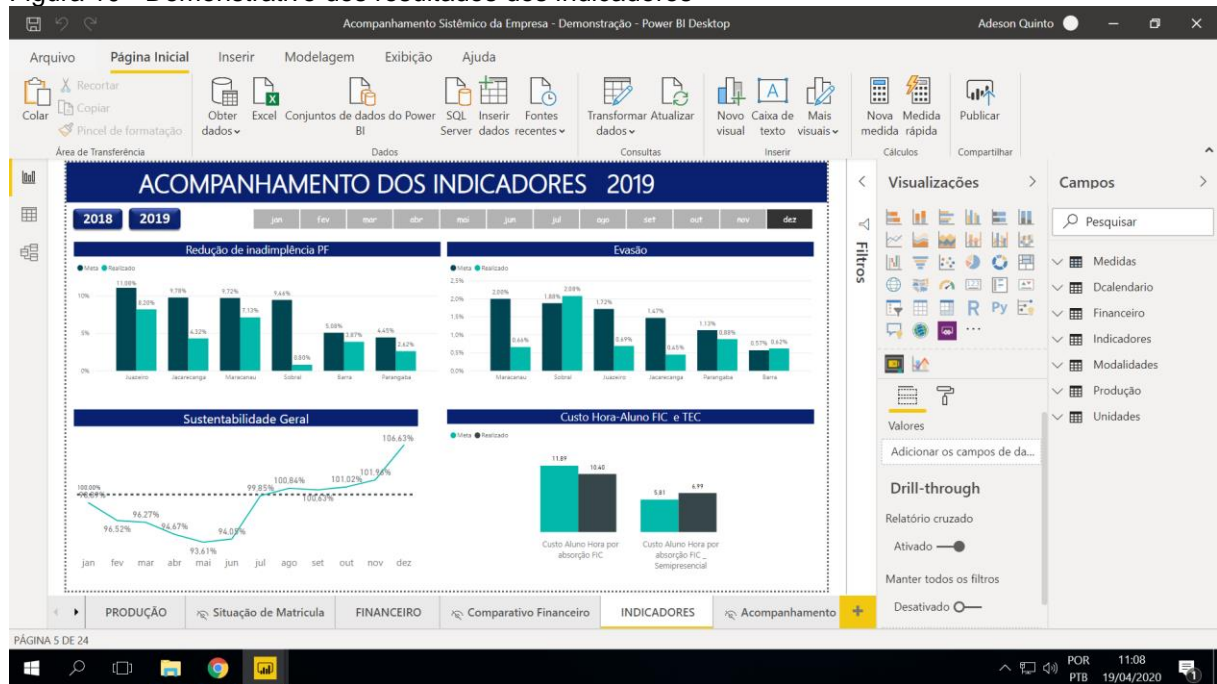 Figura 16 - Demonstrativo dos resultados dos indicadores
Acompanhamento Sistêmico da Empresa - Demonstração - Power BI Desktop
Adeson Quinto
Arquivo Página Inicial Inserir Modelagem Exibição Ajuda
Colar
Recortar
Copiar
Pincel de formatação
Área de Transferência
Obter dados
Excel
Conjuntos de dados do Power BI
SQL Server
Inserir dados
Fontes recentes
Dados
Transformar dados
Atualizar
Consultas
Novo visual
Caixa de texto
Mais visuais
Inserir
Nova medida
Medida rápida
Cálculos
Publicar
Compartilhar
ACOMPANHAMENTO DOS INDICADORES 2019
2018 2019
jan fev mar abr mai jun jul ago set out nov dez
Redução de inadimplência PF
Meta Realizado
10%
5%
0%
11,08% 8,20% 9,78% 4,32% 9,72% 7,13% 9,46% 0,80% 5,08% 3,87% 4,45% 2,62%
Juazeiro Jacarecanga Maracanau Sobral Barra Parangaba
Evasão
Meta Realizado
2,5%
2,0%
1,5%
1,0%
0,5%
0,0%
2,00% 0,66% 1,88% 2,08% 1,72% 0,69% 1,47% 0,45% 1,13% 0,88% 0,57% 0,62%
Maracanau Sobral Juazeiro Jacarecanga Parangaba Barra
Sustentabilidade Geral
100,00%
96,52% 96,27% 94,67% 93,61% 94,05% 99,85% 100,84% 100,63% 101,02% 101,96% 106,63%
jan fev mar abr mai jun jul ago set out nov dez
Custo Hora-Aluno FIC e TEC
Meta Realizado
11,89 10,40 5,81 6,99
Custo Aluno Hora por absorção FIC
Custo Aluno Hora por absorção FIC _ Semipresencial
Filtros
Visualizações
R Py
Valores
Adicionar os campos de da...
Drill-through
Relatório cruzado
Ativado
Manter todos os filtros
Desativado
Campos
Pesquisar
Medidas
Dcalendario
Financeiro
Indicadores
Modalidades
Produção
Unidades
PRODUÇÃO Situação de Matricula FINANCEIRO Comparativo Financeiro INDICADORES Acompanhamento
PÁGINA 5 DE 24
POR
PTB
11:08
19/04/2020